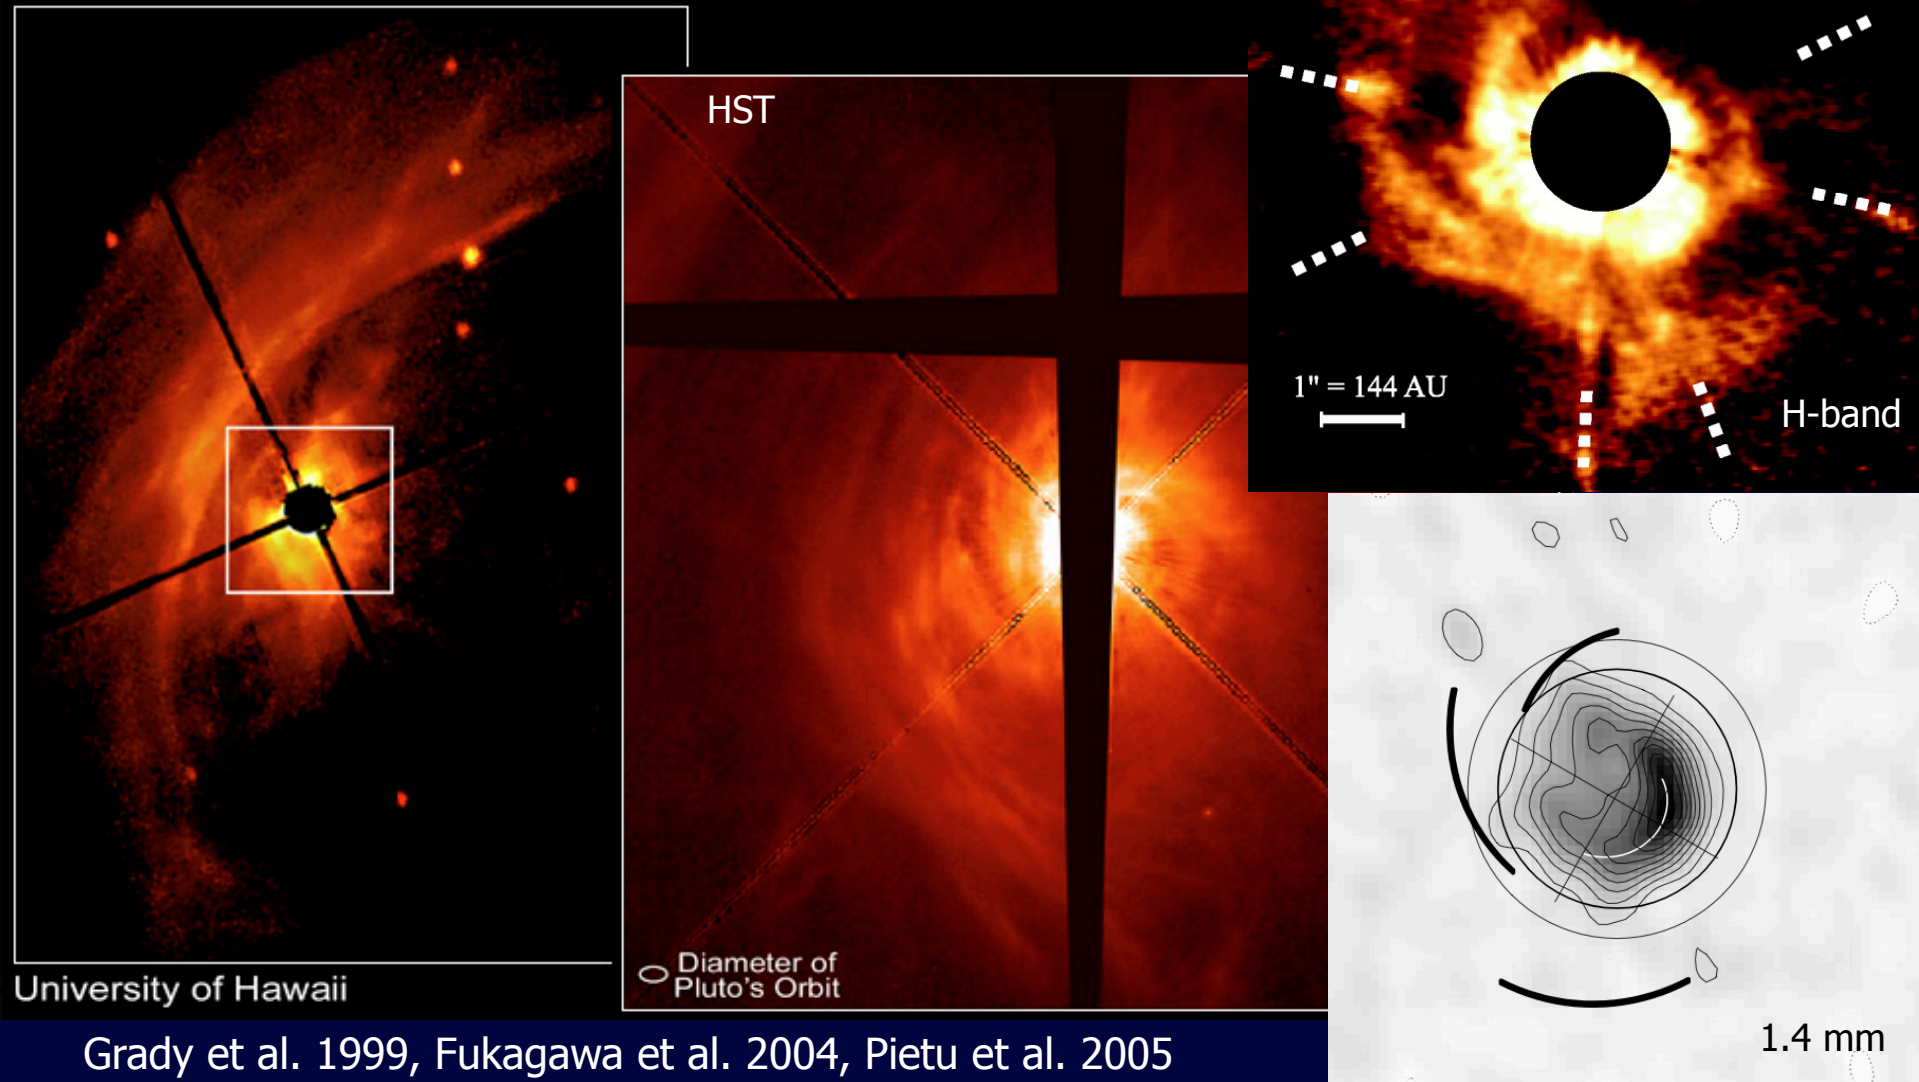 HST
1" = 144 AU
H-band
Diameter of
Pluto's Orbit
University of Hawaii
1.4 mm
Grady et al. 1999, Fukagawa et al. 2004, Pietu et al. 2005